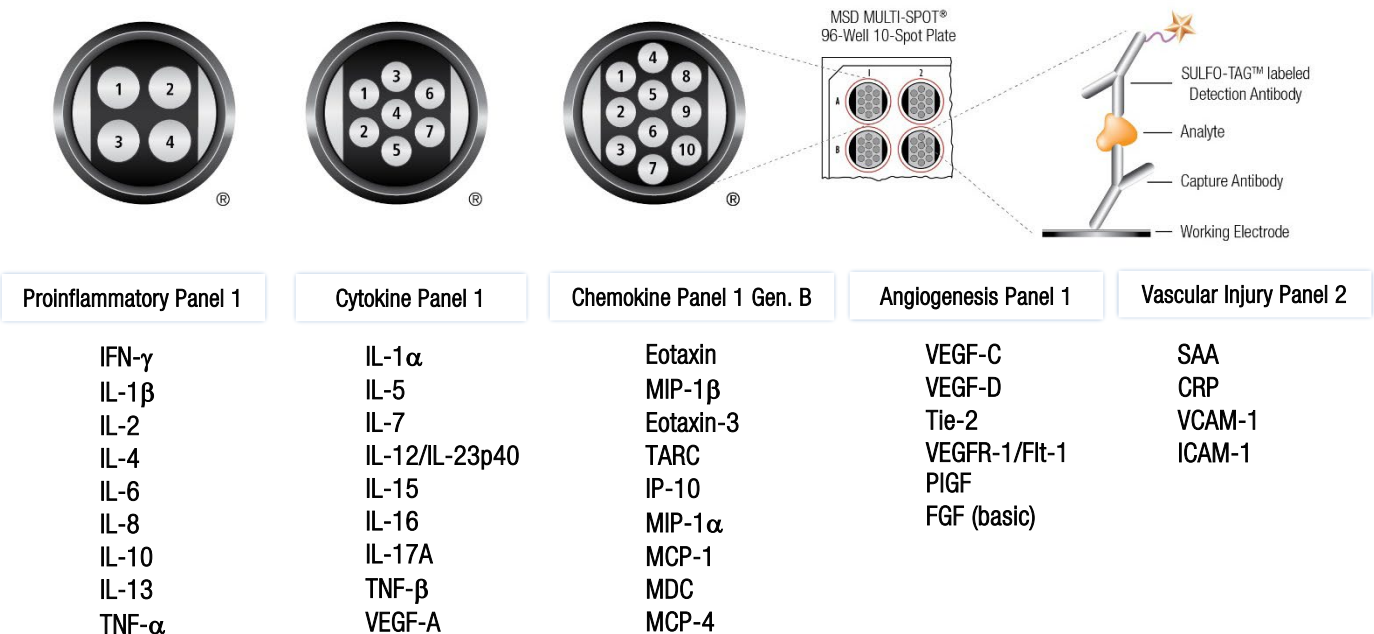 1
2
3
4
®
1
2
3
4
5
6
7
®
1
2
3
4
5
6
7
8
9
10
®
MSD MULTI-SPOT®
96-Well 10-Spot Plate
1
2
A
B
SULFO-TAG™ labeled
Detection Antibody
Analyte
Capture Antibody
Working Electrode
Proinflammatory Panel 1
IFN-γ
IL-1β
IL-2
IL-4
IL-6
IL-8
IL-10
IL-13
TNF-α
Cytokine Panel 1
IL-1α
IL-5
IL-7
IL-12/IL-23p40
IL-15
IL-16
IL-17A
TNF-β
VEGF-A
Chemokine Panel 1 Gen. B
Eotaxin
MIP-1β
Eotaxin-3
TARC
IP-10
MIP-1α
MCP-1
MDC
MCP-4
Angiogenesis Panel 1
VEGF-C
VEGF-D
Tie-2
VEGFR-1/Flt-1
PlGF
FGF (basic)
Vascular Injury Panel 2
SAA
CRP
VCAM-1
ICAM-1